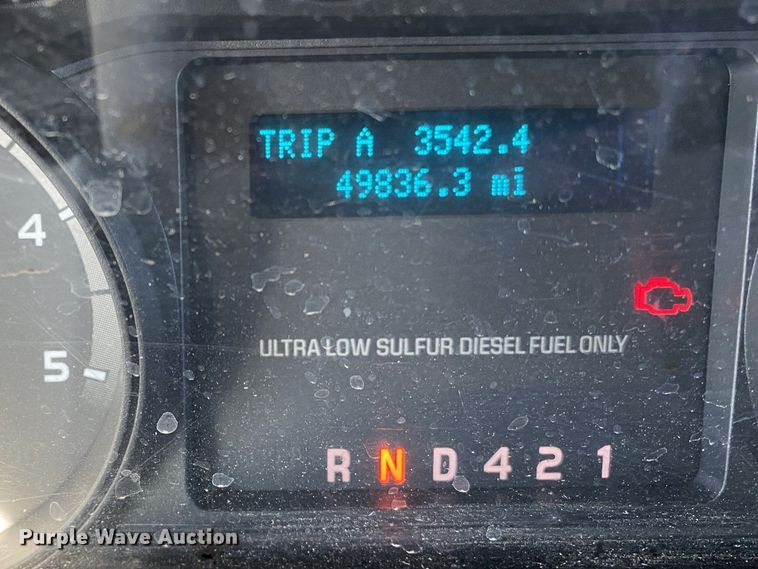 TRIP A 3542.4
49836.3 mi
4
5
ULTRA LOW SULFUR DIESEL FUEL ONLY
R N D 4 2 1
Purple Wave Auction